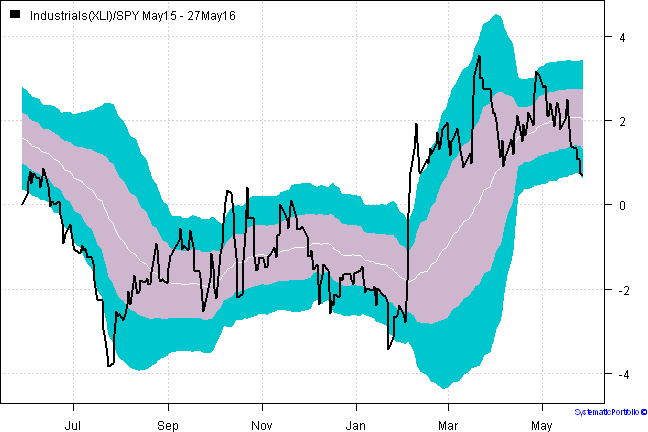 Industrials(XLI)/SPY May15 - 27May16
4
2
0
-2
-4
Jul Sep Nov Jan Mar May
SystematicPortfolio ©